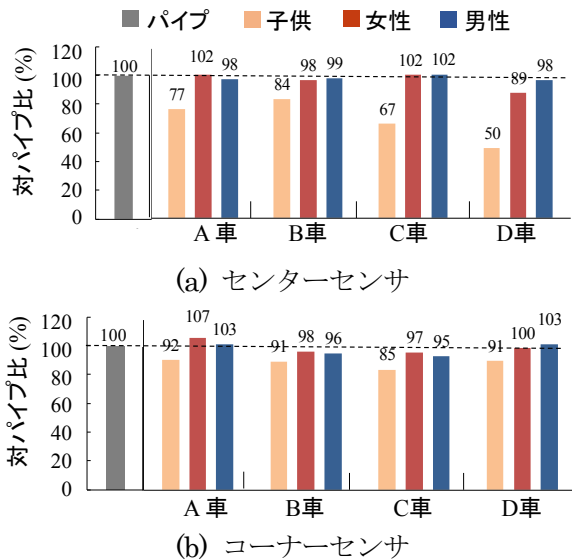 パイプ 子供 女性 男性
対パイプ比 (%)
120
100
80
60
40
20
0
100
77 102 98
84 98 99
67 102 102
50 89 98
A 車 B車 C車 D車
(a) センターセンサ
対パイプ比 (%)
120
100
80
60
40
20
0
100
92 107 103
91 98 96
85 97 95
91 100 103
A 車 B車 C車 D車
(b) コーナーセンサ